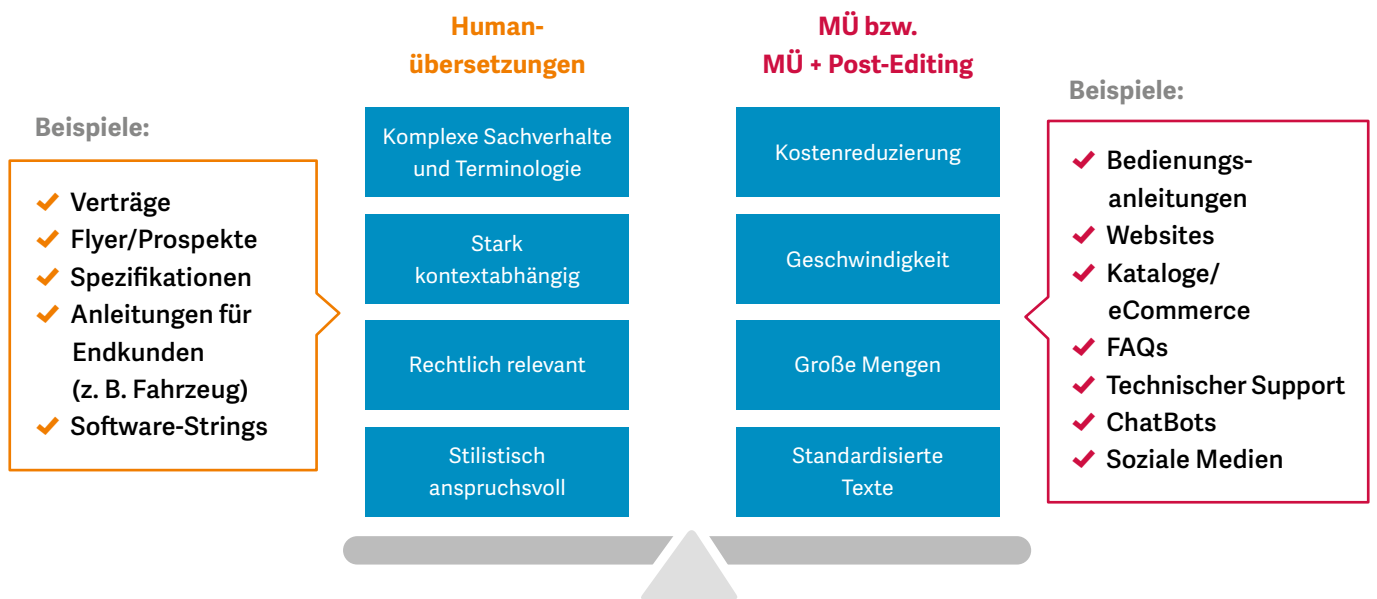 Human-
übersetzungen
MÜ bzw.
MÜ + Post-Editing
Beispiele:
Verträge
Flyer/Prospekte
Spezifikationen
Anleitungen für
Endkunden
(z. B. Fahrzeug)
Software-Strings
Komplexe Sachverhalte
und Terminologie
Stark
kontextabhängig
Rechtlich relevant
Stilistisch
anspruchsvoll
Kostenreduzierung
Geschwindigkeit
Große Mengen
Standardisierte
Texte
Beispiele:
Bedienungs-
anleitungen
Websites
Kataloge/
eCommerce
FAQs
Technischer Support
ChatBots
Soziale Medien